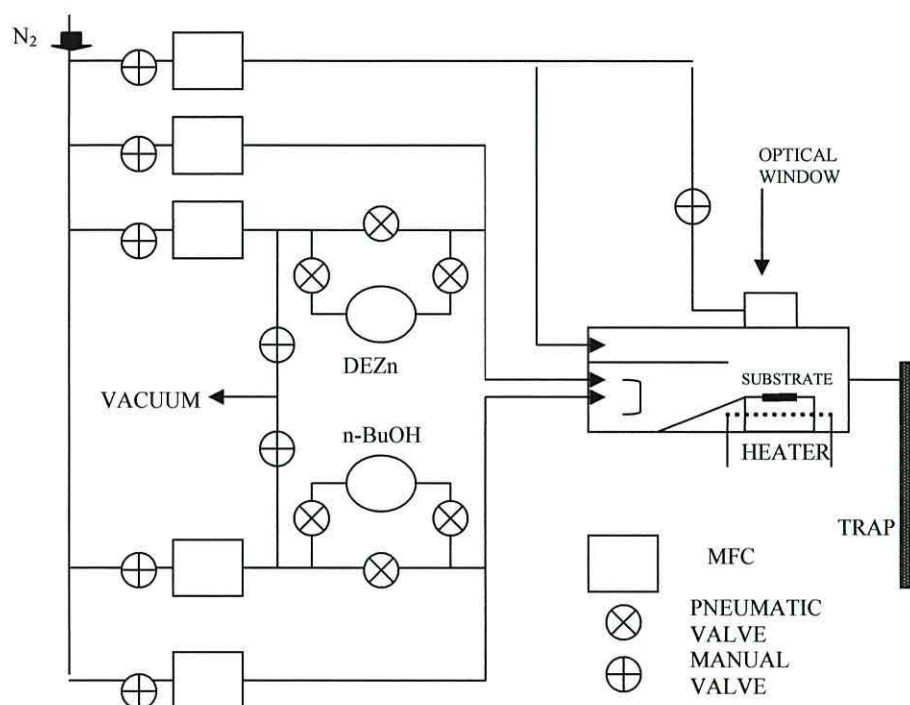 N₂
OPTICAL
WINDOW
DEZn
VACUUM
SUBSTRATE
n-BuOH
HEATER
TRAP
MFC
PNEUMATIC
VALVE
MANUAL
VALVE